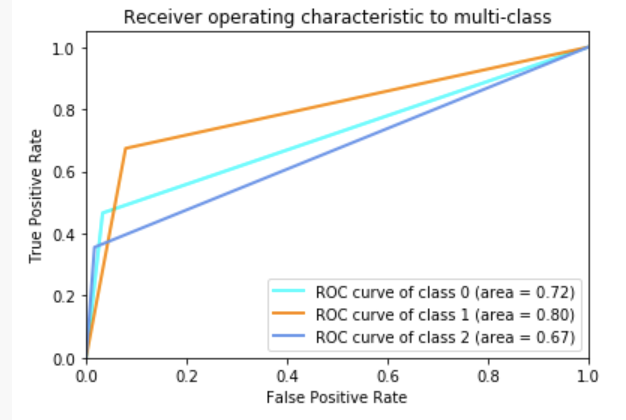 Receiver operating characteristic to multi-class
1.0
0.8
0.6
0.4
0.2
0.0
True Positive Rate
ROC curve of class 0 (area = 0.72)
ROC curve of class 1 (area = 0.80)
ROC curve of class 2 (area = 0.67)
0.0 0.2 0.4 0.6 0.8 1.0
False Positive Rate